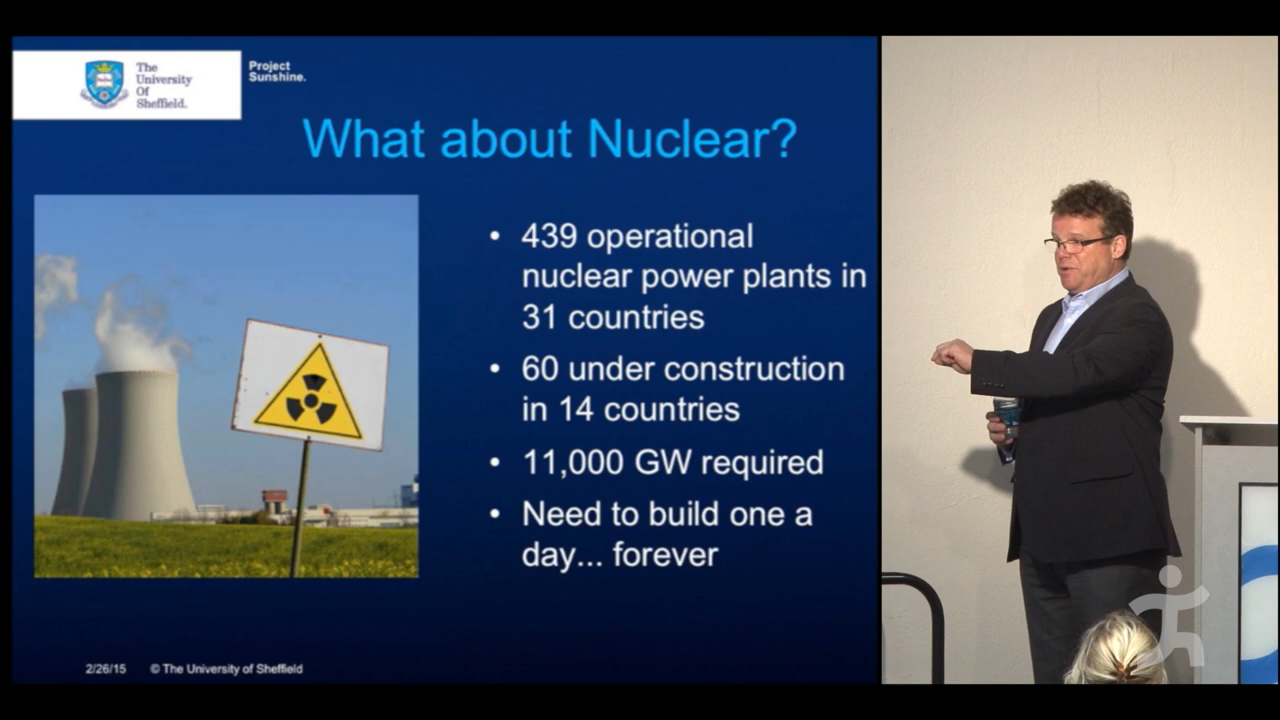 The
University
Of
Sheffield.
Project
Sunshine.
What about Nuclear?
• 439 operational
nuclear power plants in
31 countries
• 60 under construction
in 14 countries
• 11,000 GW required
• Need to build one a
day... forever
2/26/15 © The University of Sheffield